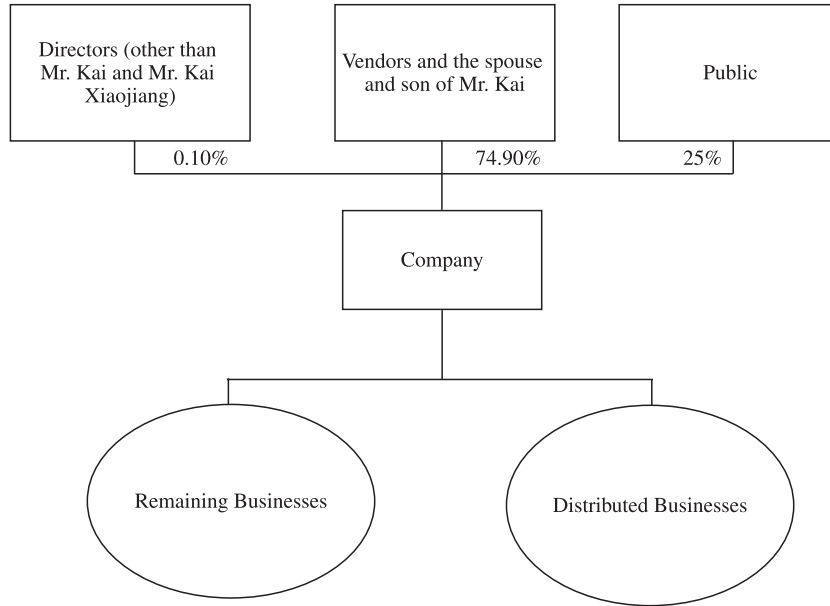 Directors (other than
Mr. Kai and Mr. Kai
Xiaojiang)
Vendors and the spouse
and son of Mr. Kai
Public
0.10%
74.90%
25%
Company
Remaining Businesses
Distributed Businesses